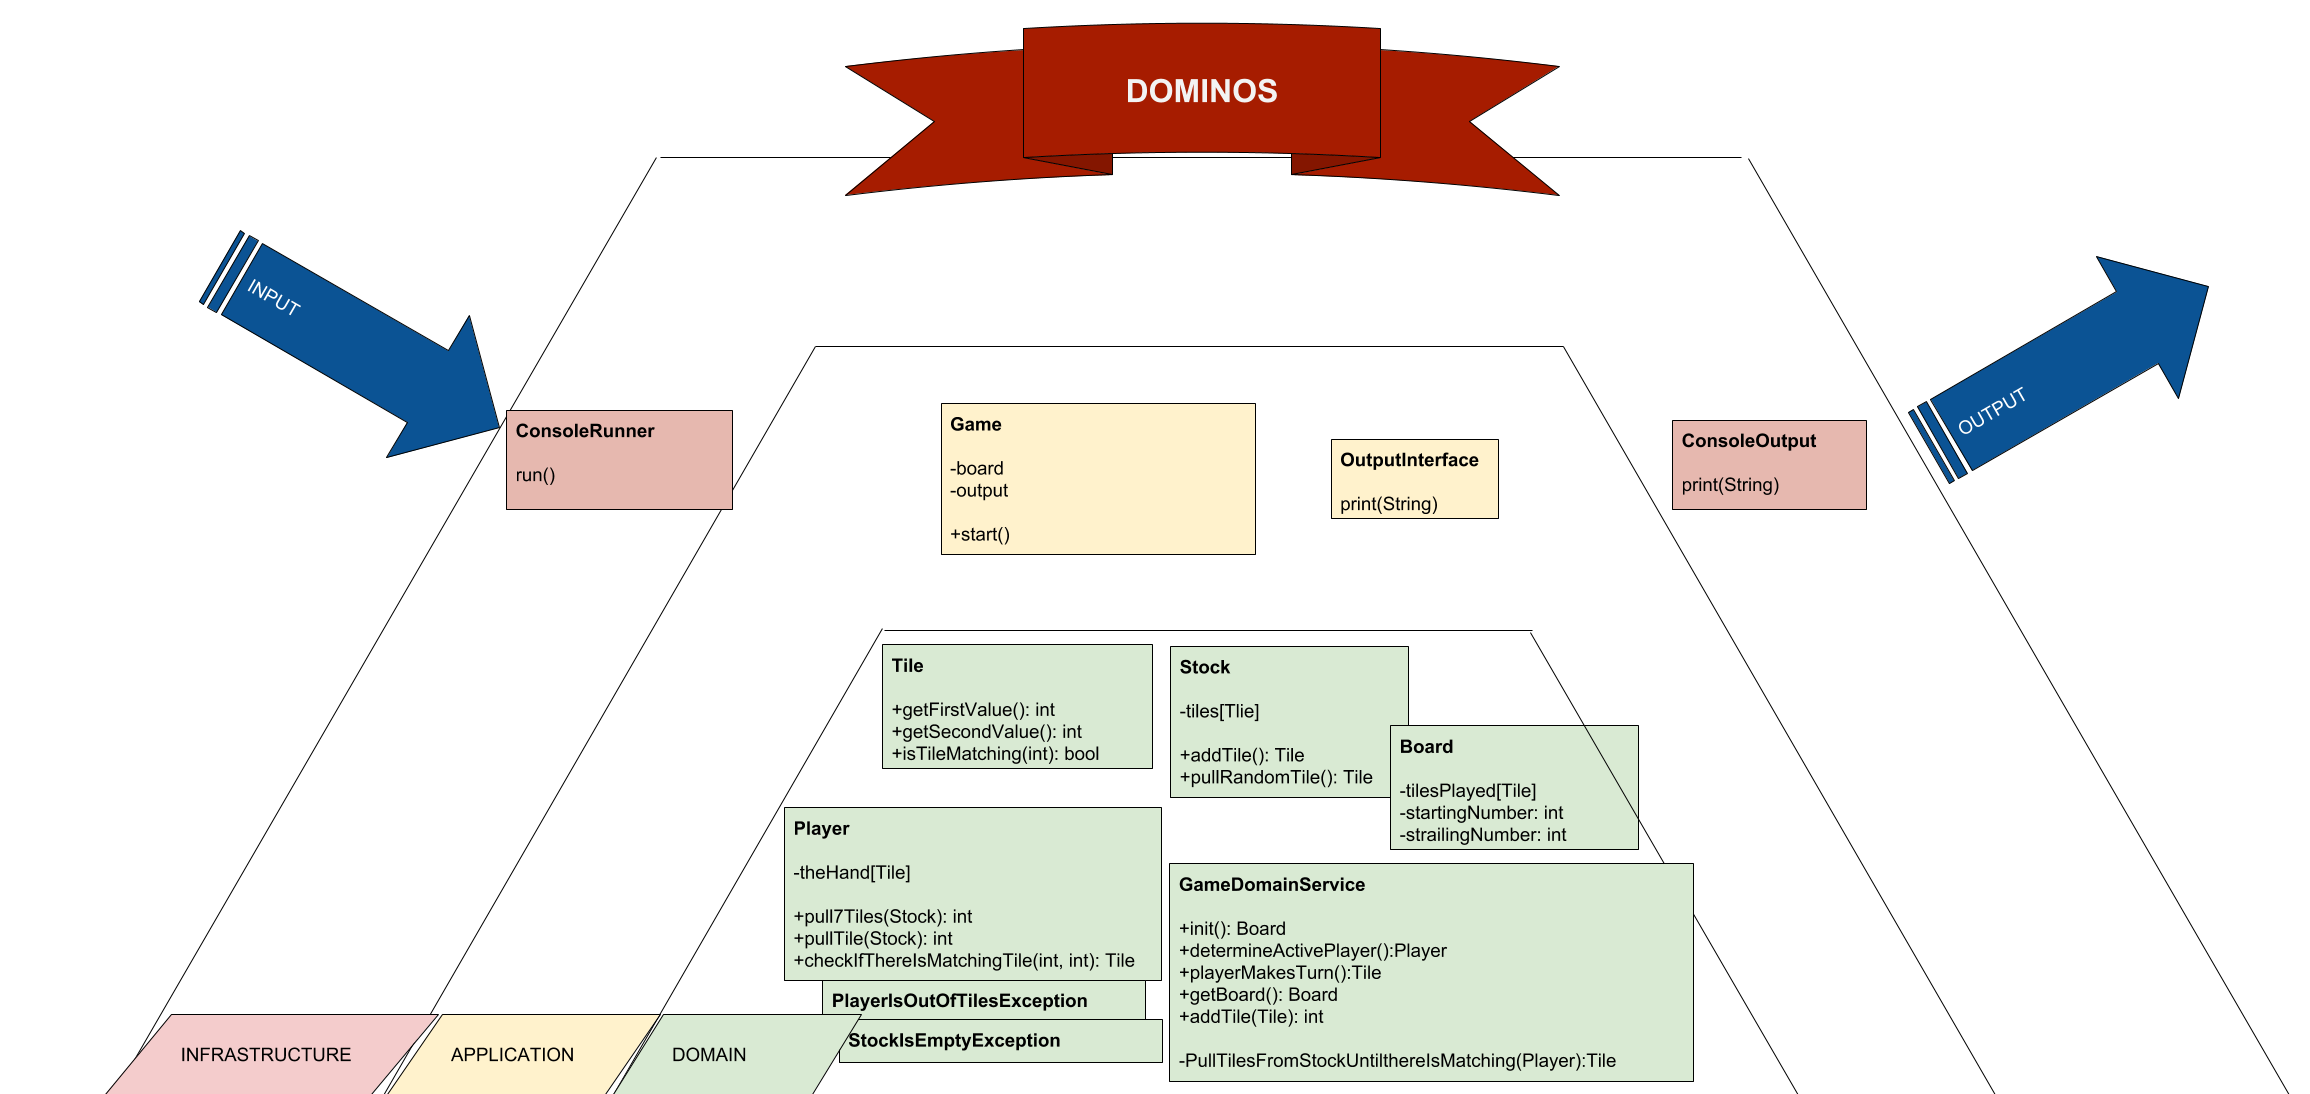 DOMINOS
INPUT
OUTPUT
ConsoleRunner
run()
Game
-board
-output
+start()
OutputInterface
print(String)
ConsoleOutput
print(String)
Tile
+getFirstValue(): int
+getSecondValue(): int
+isTileMatching(int): bool
Stock
-tiles[Tlie]
+addTile(): Tile
+pullRandomTile(): Tile
Board
-tilesPlayed[Tile]
-startingNumber: int
-strailingNumber: int
Player
-theHand[Tile]
+pull7Tiles(Stock): int
+pullTile(Stock): int
+checkIfThereIsMatchingTile(int, int): Tile
GameDomainService
+init(): Board
+determineActivePlayer():Player
+playerMakesTurn():Tile
+getBoard(): Board
+addTile(Tile): int
-PullTilesFromStockUntilthereIsMatching(Player):Tile
PlayerIsOutOfTilesException
StockIsEmptyException
INFRASTRUCTURE
APPLICATION
DOMAIN